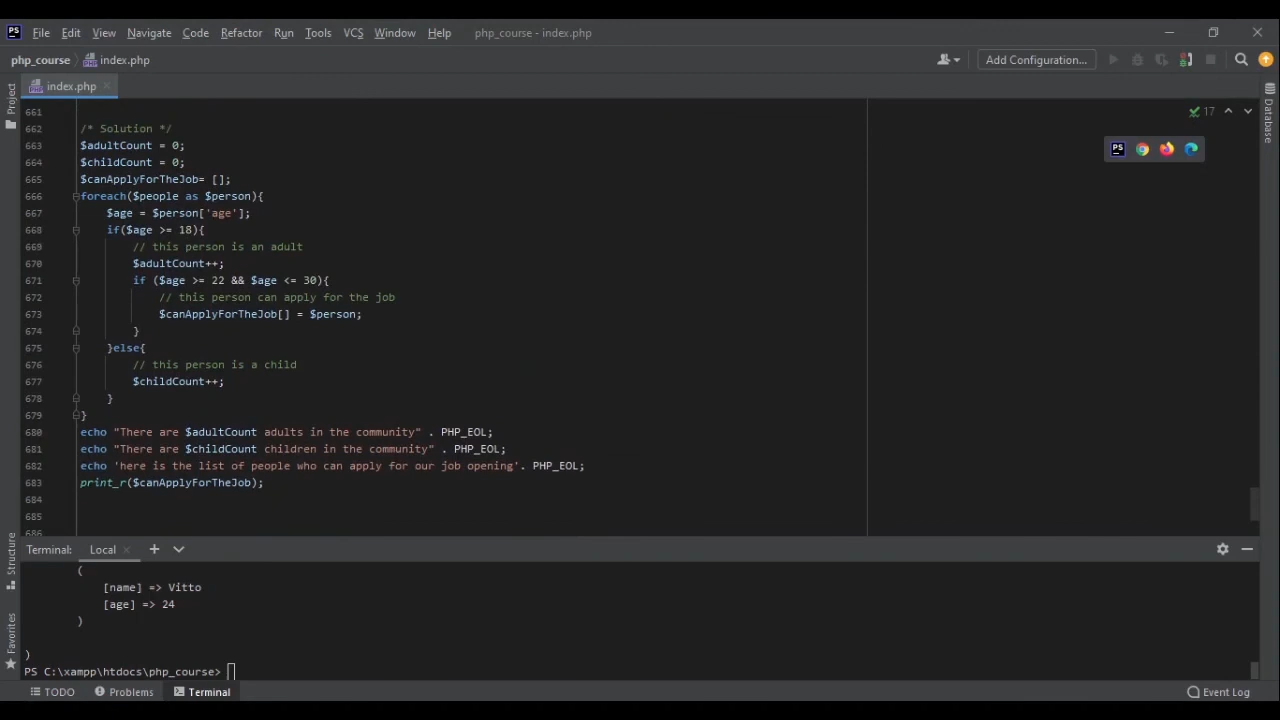 PS File Edit View Navigate Code Refactor Run Tools VCS Window Help php_course - index.php
php_course index.php Add Configuration...
Project index.php
Database
17
661
662 /* Solution */
663 $adultCount = 0;
664 $childCount = 0;
665 $canApplyForTheJob= [];
666 foreach($people as $person){
667 $age = $person['age'];
668 if($age >= 18){
669 // this person is an adult
670 $adultCount++;
671 if ($age >= 22 && $age <= 30){
672 // this person can apply for the job
673 $canApplyForTheJob[] = $person;
674 }
675 }else{
676 // this person is a child
677 $childCount++;
678 }
679 }
680 echo "There are $adultCount adults in the community" . PHP_EOL;
681 echo "There are $childCount children in the community" . PHP_EOL;
682 echo 'here is the list of people who can apply for our job opening'. PHP_EOL;
683 print_r($canApplyForTheJob);
684
685
686
Structure
Favorites
Terminal: Local
(
[name] => Vitto
[age] => 24
)
)
PS C:\xampp\htdocs\php_course>
TODO Problems Terminal Event Log